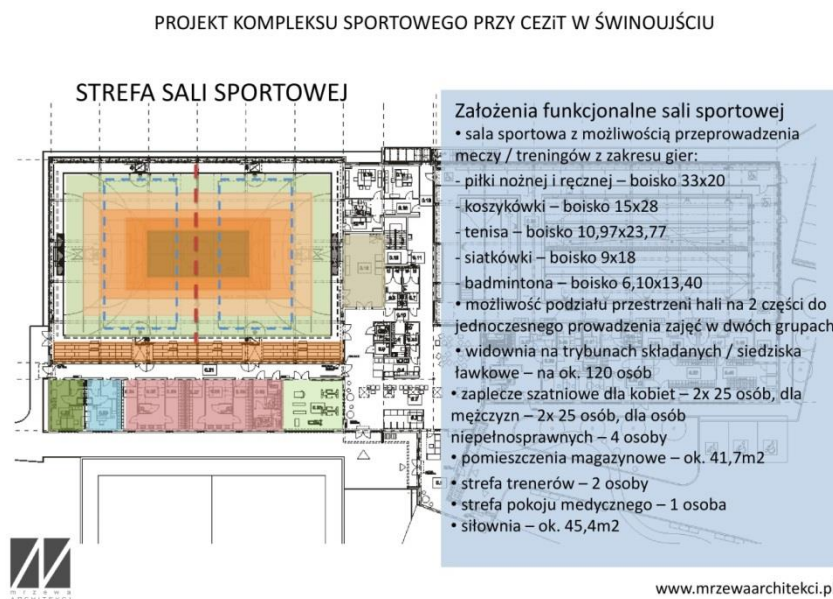 PROJEKT KOMPLEKSU SPORTOWEGO PRZY CEZiT W ŚWINOUJŚCIU
STREFA SALI SPORTOWEJ
Założenia funkcjonalne sali sportowej
• sala sportowa z możliwością przeprowadzenia
meczy / treningów z zakresu gier:
- piłki nożnej i ręcznej – boisko 33x20
- koszykówki – boisko 15x28
- tenisa – boisko 10,97x23,77
- siatkówki – boisko 9x18
- badmintona – boisko 6,10x13,40
• możliwość podziału przestrzeni hali na 2 części do
jednoczesnego prowadzenia zajęć w dwóch grupach
• widownia na trybunach składanych / siedziska
ławkowe – na ok. 120 osób
• zaplecze szatniowe dla kobiet – 2x 25 osób, dla
mężczyzn – 2x 25 osób, dla osób
niepełnosprawnych – 4 osoby
• pomieszczenia magazynowe – ok. 41,7m2
• strefa trenerów – 2 osoby
• strefa pokoju medycznego – 1 osoba
• siłownia – ok. 45,4m2
mrzewa
ARCHITEKCI
www.mrzewaarchitekci.p